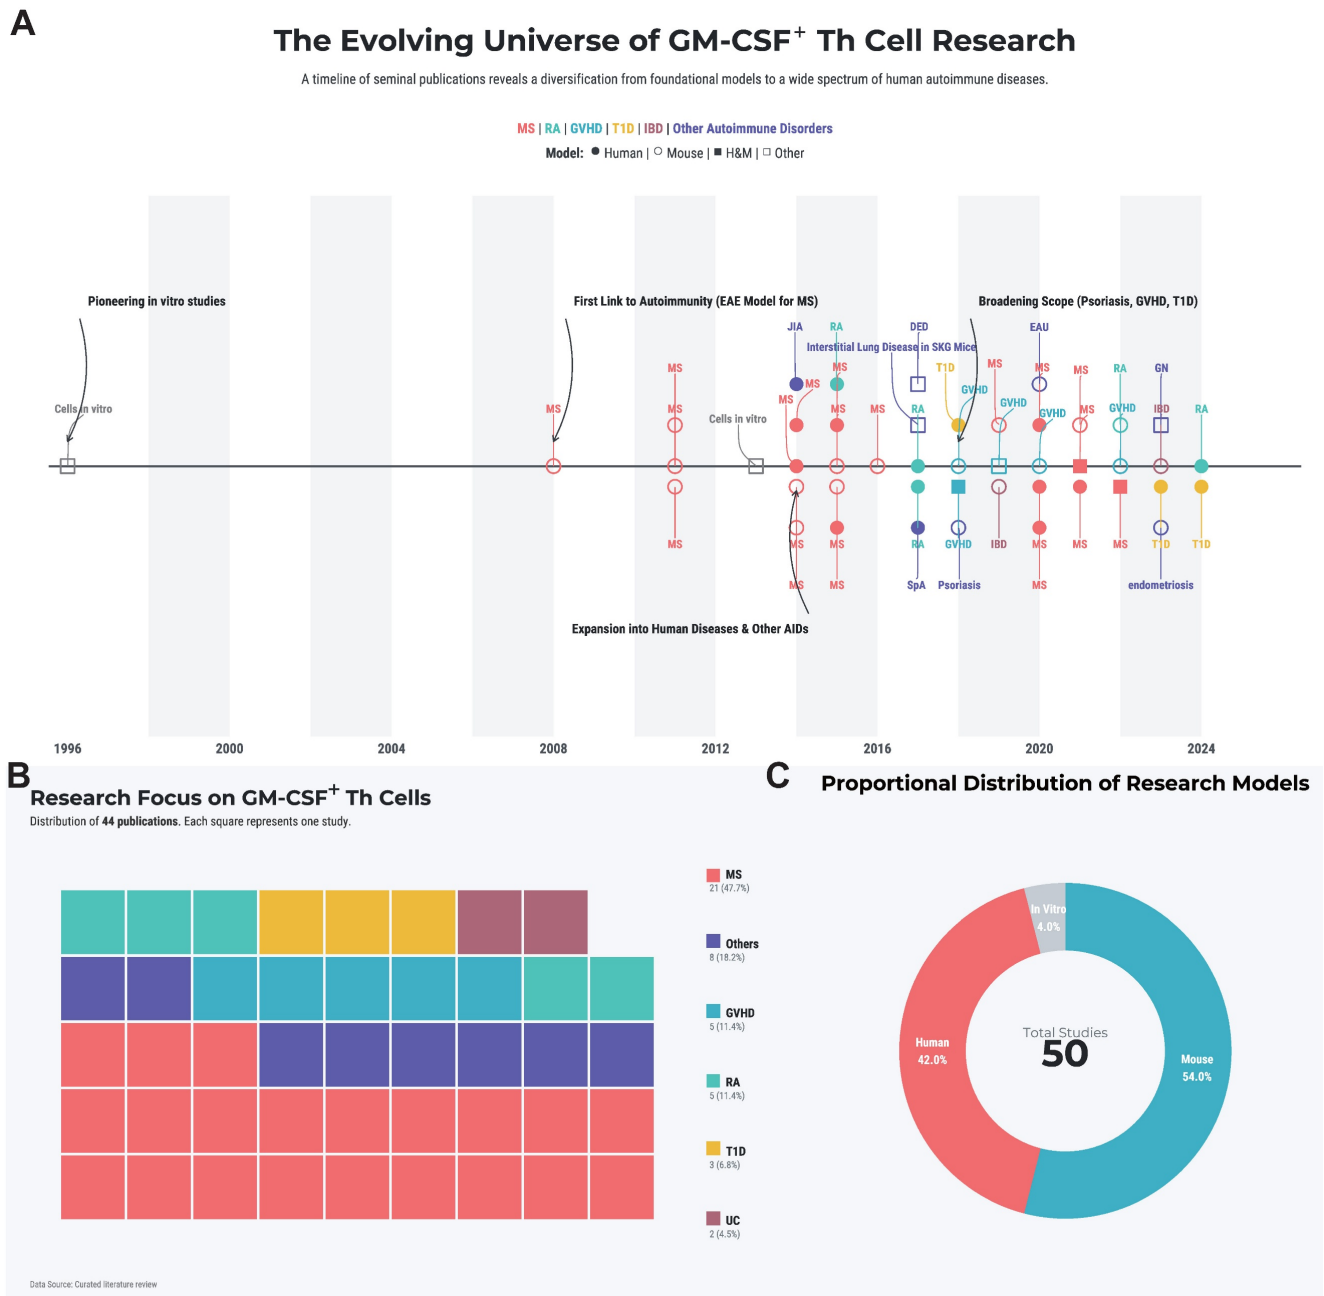 A
The Evolving Universe of GM-CSF+ Th Cell Research
A timeline of seminal publications reveals a diversification from foundational models to a wide spectrum of human autoimmune diseases.
MS | RA | GVHD | T1D | IBD | Other Autoimmune Disorders
Model: ● Human | ○ Mouse | ■ H&M | □ Other
Pioneering in vitro studies
First Link to Autoimmunity (EAE Model for MS)
Broadening Scope (Psoriasis, GVHD, T1D)
JIA RA DED EAU
Interstitial Lung Disease in SKG Mice
MS MS T1D MS MS MS RA GN
MS GVHD
MS GVHD
Cells in vitro MS MS MS MS RA GVHD MS GVHD IBD RA
Cells in vitro
MS MS MS RA GVHD IBD MS MS MS T1D T1D
MS MS SpA Psoriasis MS endometriosis
Expansion into Human Diseases & Other AIDs
1996 2000 2004 2008 2012 2016 2020 2024
B
Research Focus on GM-CSF+ Th Cells
Distribution of 44 publications. Each square represents one study.
MS
21 (47.7%)
Others
8 (18.2%)
GVHD
5 (11.4%)
RA
5 (11.4%)
T1D
3 (6.8%)
UC
2 (4.5%)
Data Source: Curated literature review
C
Proportional Distribution of Research Models
In Vitro
4.0%
Human
42.0%
Total Studies
50
Mouse
54.0%